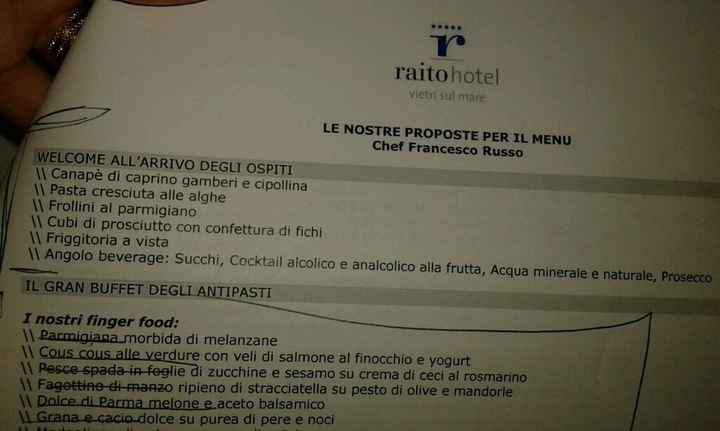 r
raitohotel
vietri sul mare
LE NOSTRE PROPOSTE PER IL MENU
Chef Francesco Russo
WELCOME ALL'ARRIVO DEGLI OSPITI
\\ Canapè di caprino gamberi e cipollina
\\ Pasta cresciuta alle alghe
\\ Frollini al parmigiano
\\ Cubi di prosciutto con confettura di fichi
\\ Friggitoria a vista
\\ Angolo beverage: Succhi, Cocktail alcolico e analcolico alla frutta, Acqua minerale e naturale, Prosecco
IL GRAN BUFFET DEGLI ANTIPASTI
I nostri finger food:
\\ Parmigiana morbida di melanzane
\\ Cous cous alle verdure con veli di salmone al finocchio e yogurt
\\ Pesce spada in foglie di zucchine e sesamo su crema di ceci al rosmarino
\\ Fagottino di manzo ripieno di stracciatella su pesto di olive e mandorle
\\ Dolce di Parma melone e aceto balsamico
\\ Grana e cacio dolce su purea di pere e noci